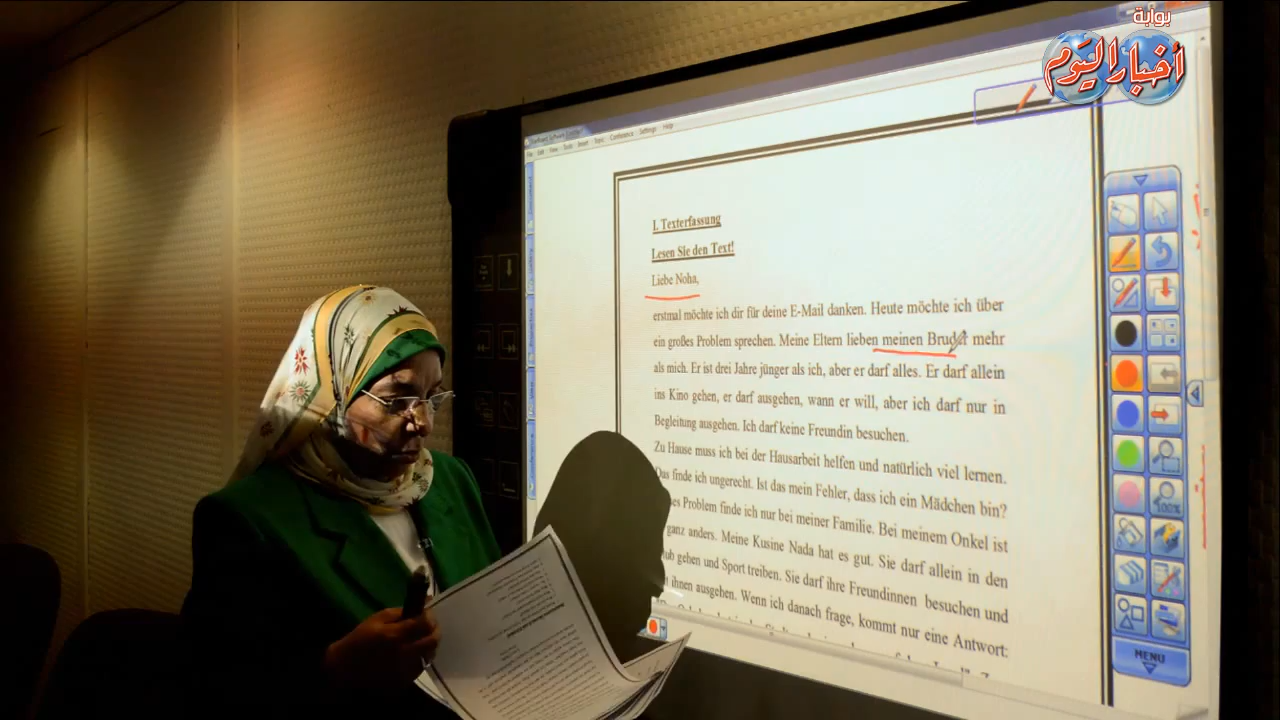 بوابة
أخبار اليوم
I. Texterfassung
Lesen Sie den Text!
Liebe Noha,
erstmal möchte ich dir für deine E-Mail danken. Heute möchte ich über
ein großes Problem sprechen. Meine Eltern lieben meinen Bruder mehr
als mich. Er ist drei Jahre jünger als ich, aber er darf alles. Er darf allein
ins Kino gehen, er darf ausgehen, wann er will, aber ich darf nur in
Begleitung ausgehen. Ich darf keine Freundin besuchen.
Zu Hause muss ich bei der Hausarbeit helfen und natürlich viel lernen.
Das finde ich ungerecht. Ist das mein Fehler, dass ich ein Mädchen bin?
Problem finde ich nur bei meiner Familie. Bei meinem Onkel ist
ganz anders. Meine Kusine Nada hat es gut. Sie darf allein in den
gehen und Sport treiben. Sie darf ihre Freundinnen besuchen und
ihnen ausgehen. Wenn ich danach frage, kommt nur eine Antwort:
100%
MENU